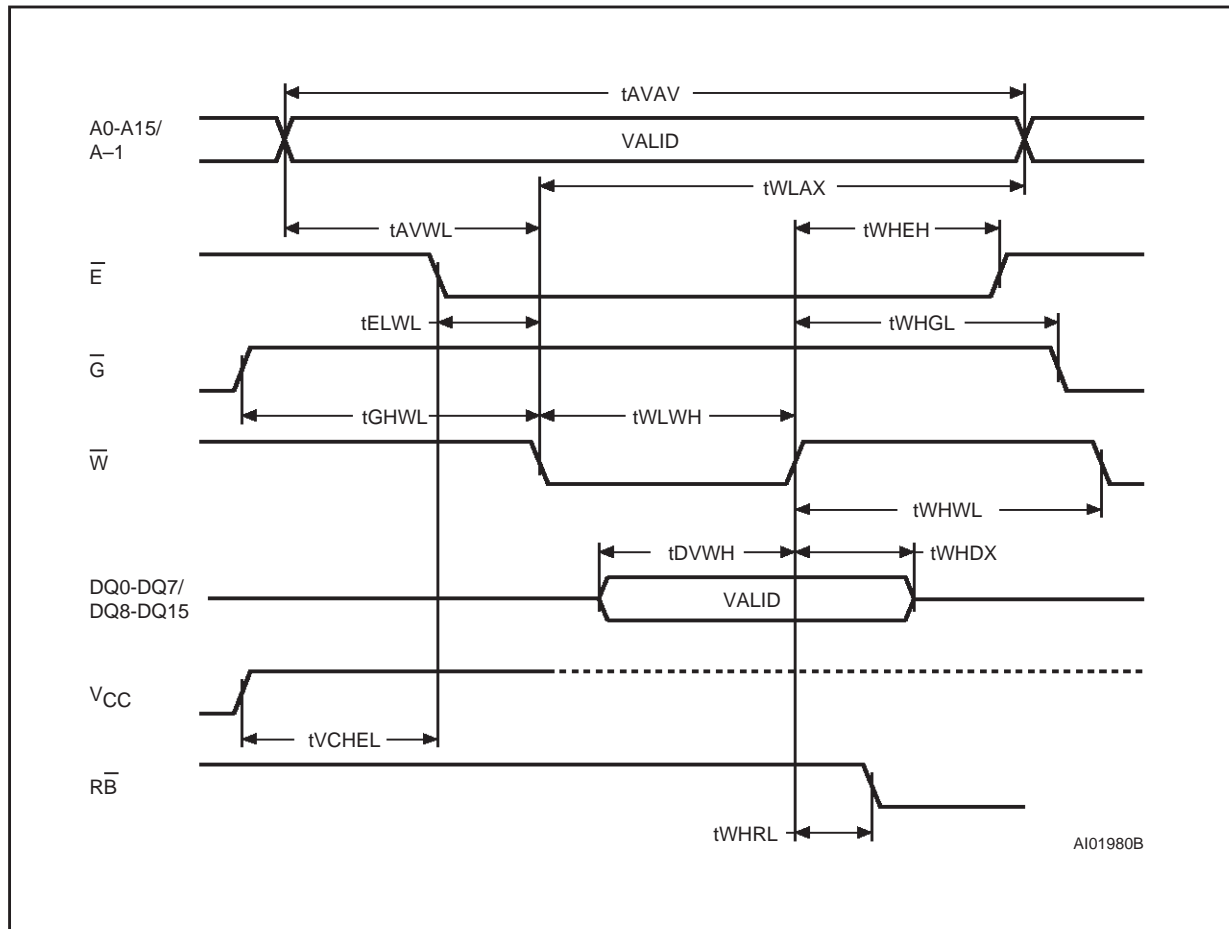 tAVAV
A0-A15/
A–1
VALID
tWLAX
tAVWL
tWHEH
E̅
tELWL
tWHGL
G̅
tGHWL
tWLWH
W̅
tWHWL
tDVWH
tWHDX
DQ0-DQ7/
DQ8-DQ15
VALID
VCC
tVCHEL
RB̅
tWHRL
AI01980B